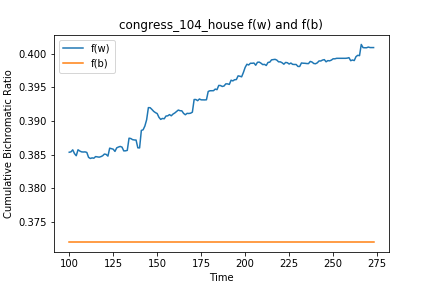 congress_104_house f(w) and f(b)
f(w)
f(b)
Cumulative Bichromatic Ratio
0.400
0.395
0.390
0.385
0.380
0.375
100
125
150
175
200
225
250
275
Time